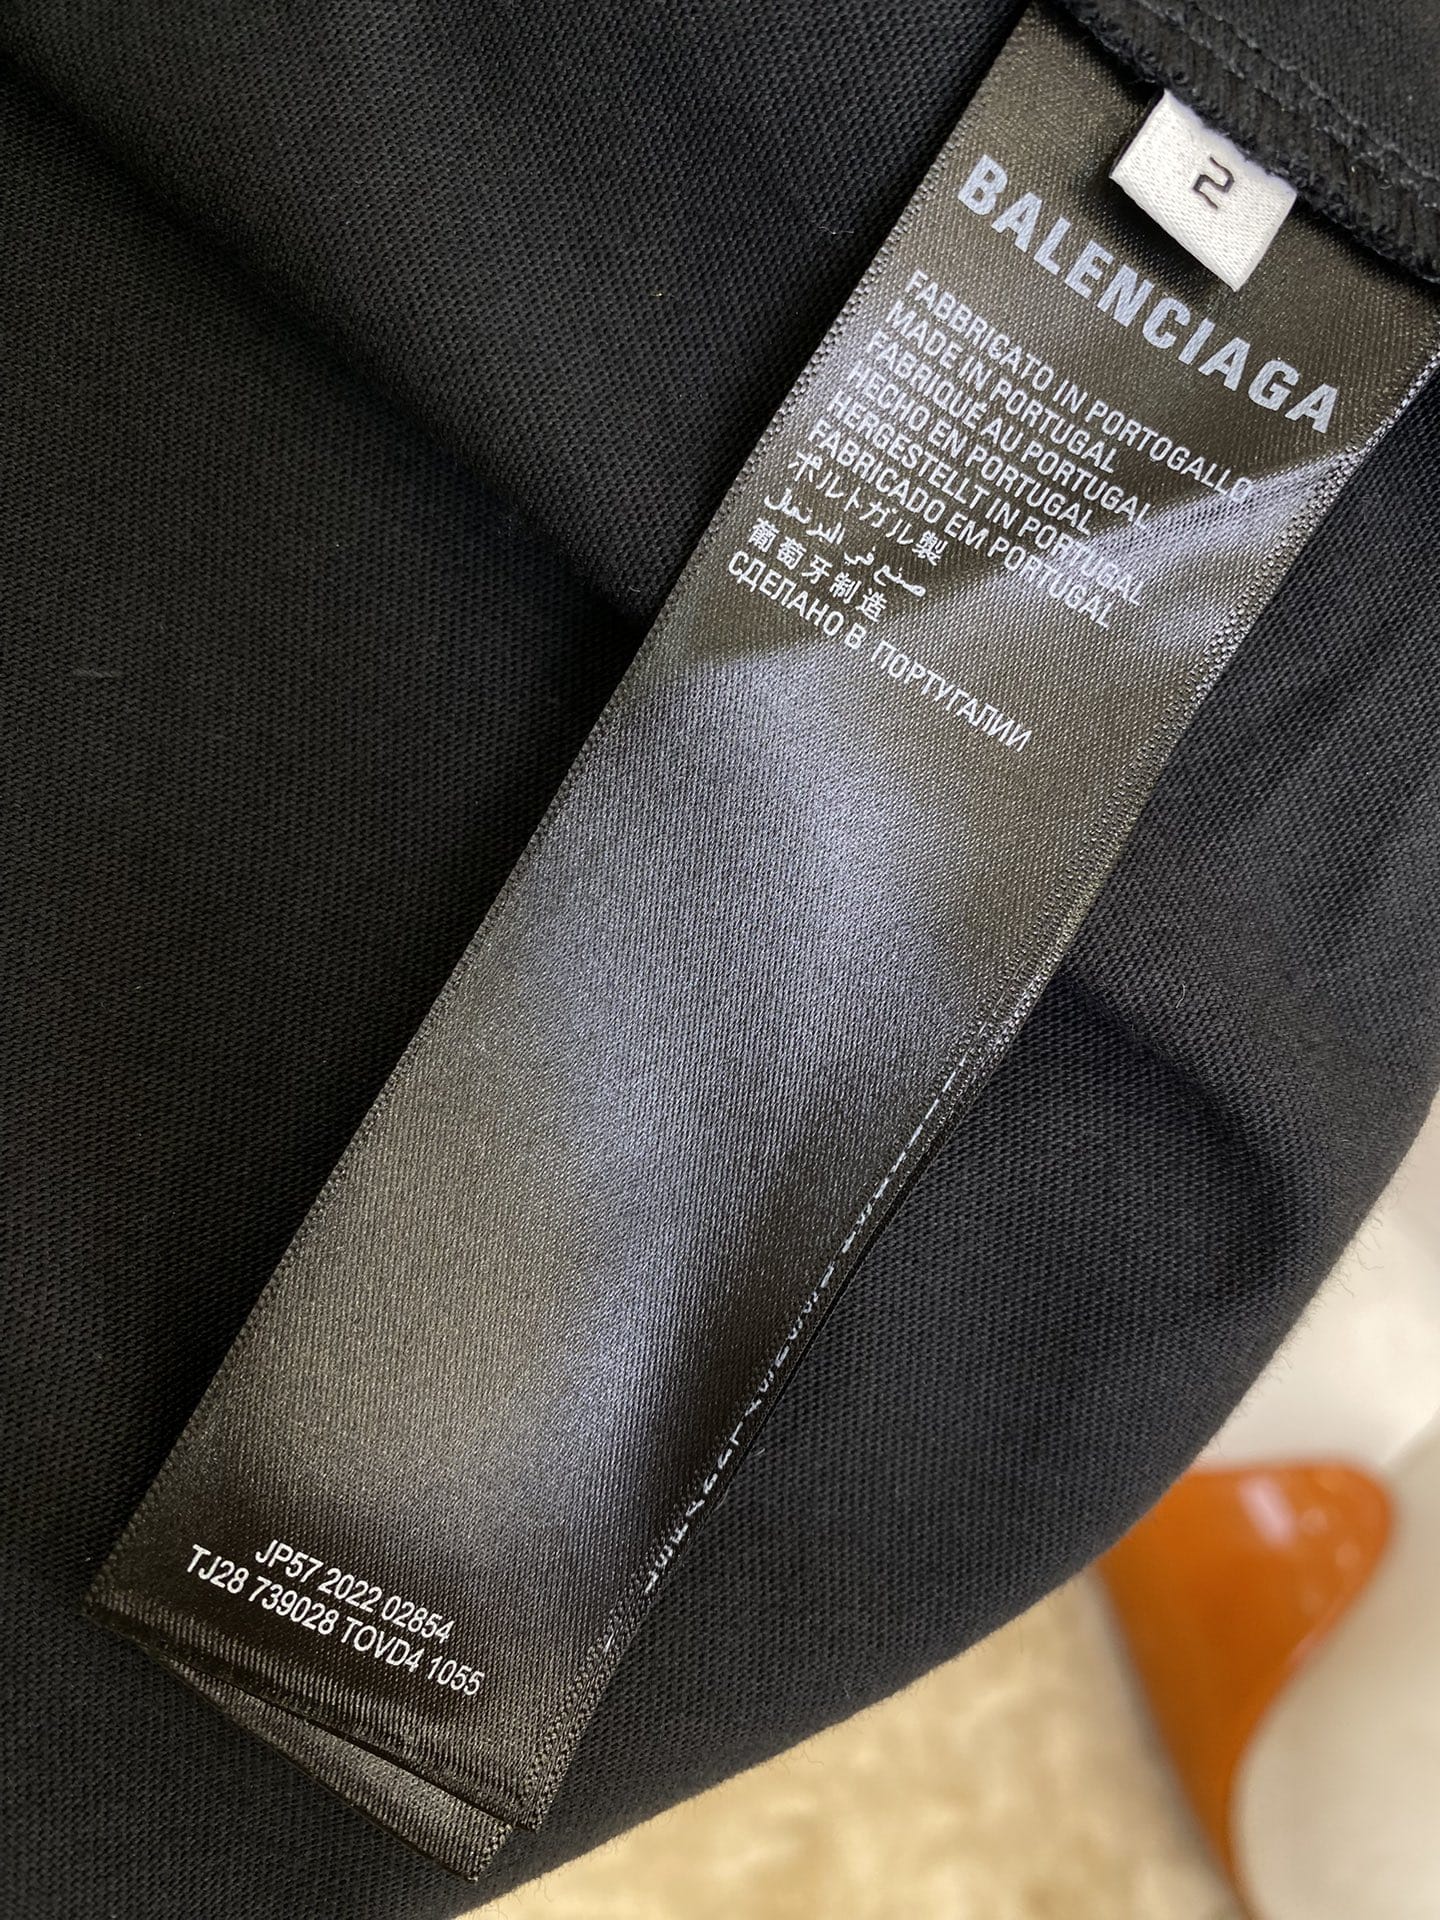 2
BALENCIAGA
FABBRICATO IN PORTOGALLO
MADE IN PORTUGAL
FABRIQUÉ AU PORTUGAL
HECHO EN PORTUGAL
HERGESTELLT IN PORTUGAL
FABRICADO EM PORTUGAL
ポルトガル製
صنع في البرتغال
葡萄牙制造
СДЕЛАНО В ПОРТУГАЛИИ
JP57 2022 02854
TJ28 739028 TOVD4 1055